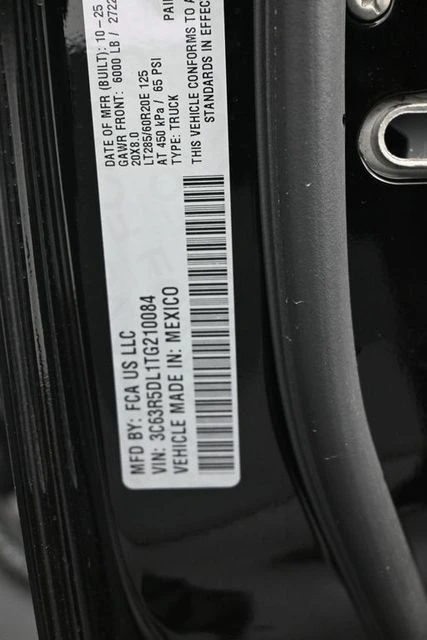 MFD BY: FCA US LLC
VIN: 3C63R5DL1TG210084
VEHICLE MADE IN: MEXICO
DATE OF MFR (BUILT): 10-25
GAWR FRONT: 6000 LB / 2722
20X8.0
LT285/60R20E 125
AT 450 kPa / 65 PSI
TYPE: TRUCK
PAI
THIS VEHICLE CONFORMS TO A
STANDARDS IN EFFEC